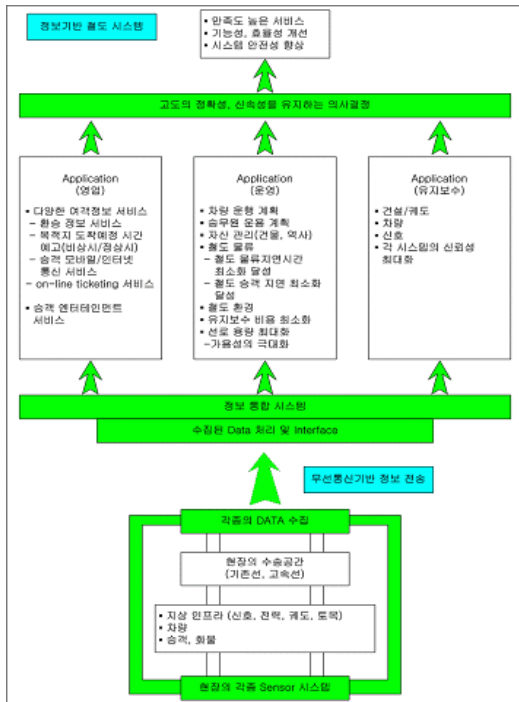 정보기반 철도 시스템
• 만족도 높은 서비스
• 기능성, 효율성 개선
• 시스템 안전성 향상
고도의 정확성, 신속성을 유지하는 의사결정
Application
(영업)
• 다양한 여객정보 서비스
– 환승 정보 서비스
– 목적지 도착예정 시간
예고(비상시/정상시)
– 승객 모바일/인터넷
통신 서비스
– on-line ticketing 서비스
• 승객 엔터테인먼트
서비스
Application
(운영)
• 차량 운행 계획
• 승무원 운용 계획
• 자산 관리(건물, 역사)
• 철도 물류
– 철도 물류지연시간
최소화 달성
– 철도 승객 지연 최소화
달성
• 철도 환경
• 유지보수 비용 최소화
• 선로 용량 최대화
–가용성의 극대화
Application
(유지보수)
• 건설/궤도
• 차량
• 신호
• 각 시스템의 신뢰성
최대화
정보 통합 시스템
수집된 Data 처리 및 Interface
무선통신기반 정보 전송
각종의 DATA 수집
현장의 수송공간
(기존선, 고속선)
• 지상 인프라 (신호, 전력, 궤도, 토목)
• 차량
• 승객, 화물
현장의 각종 Sensor 시스템